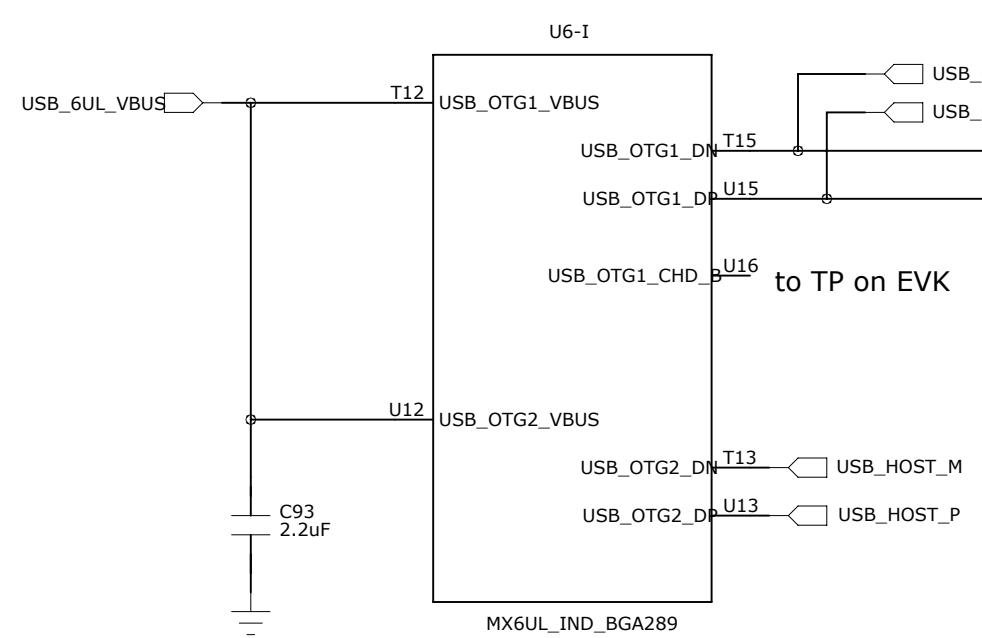 U6-I
USB_
USB_6UL_VBUS
T12
USB_OTG1_VBUS
USB_
USB_OTG1_DN
T15
USB_OTG1_DP
U15
USB_OTG1_CHD_B
U16
to TP on EVK
U12
USB_OTG2_VBUS
USB_OTG2_DN
T13
USB_HOST_M
USB_OTG2_DP
U13
USB_HOST_P
C93
2.2uF
MX6UL_IND_BGA289